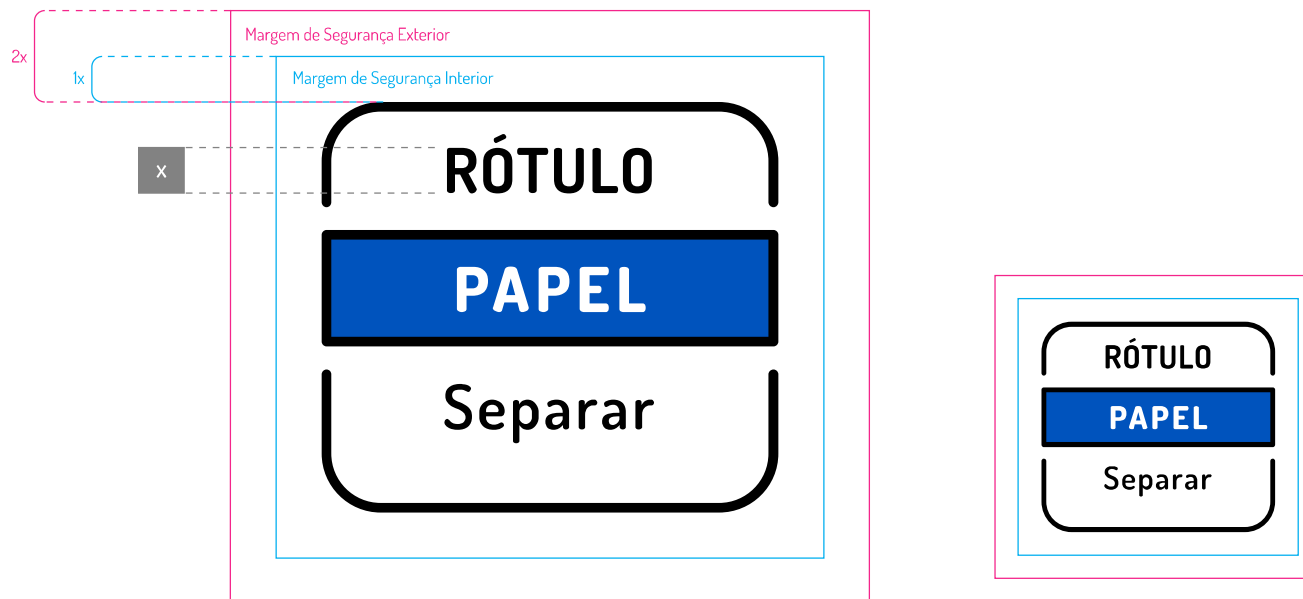 Margem de Segurança Exterior
2x
1x
Margem de Segurança Interior
x
RÓTULO
PAPEL
Separar
RÓTULO
PAPEL
Separar